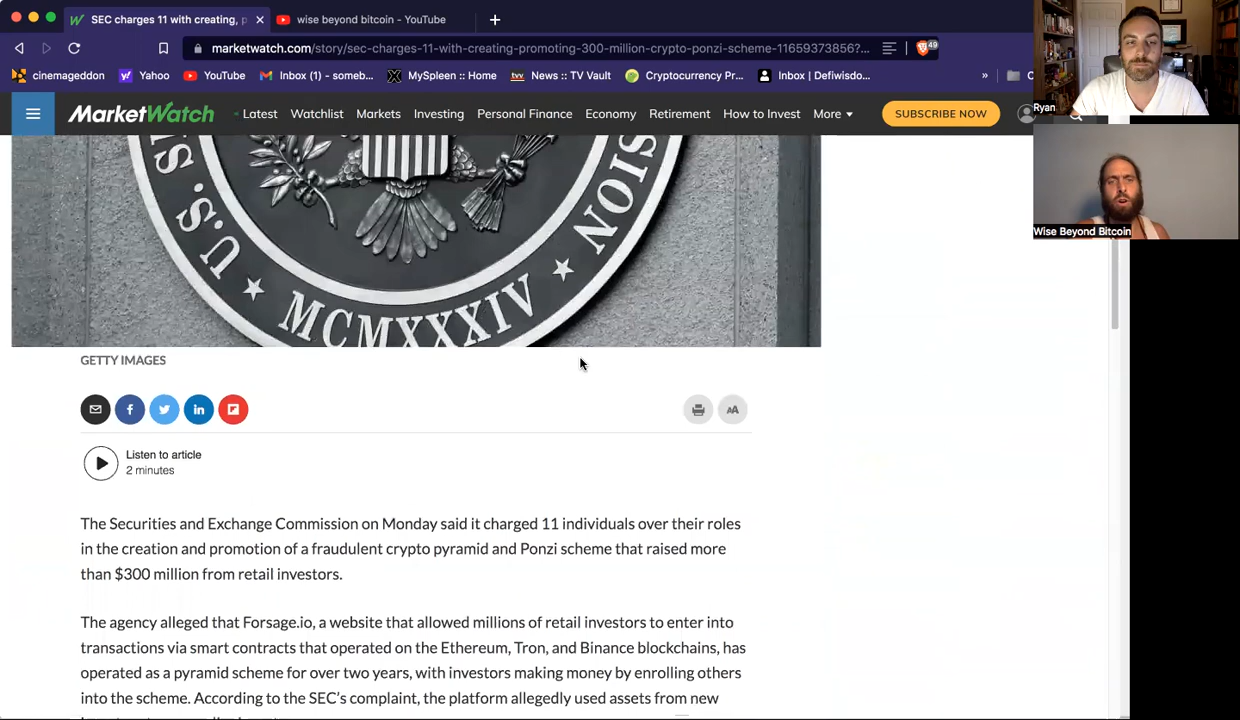 SEC charges 11 with creating, p
wise beyond bitcoin - YouTube
marketwatch.com/story/sec-charges-11-with-creating-promoting-300-million-crypto-ponzi-scheme-11659373856?...
49
cinemageddon
Yahoo
YouTube
Inbox (1) - someb...
MySpleen :: Home
News :: TV Vault
Cryptocurrency Pr...
Inbox | Defiwisdo...
»
MarketWatch
Latest
Watchlist
Markets
Investing
Personal Finance
Economy
Retirement
How to Invest
More
SUBSCRIBE NOW
Ryan
Wise Beyond Bitcoin
U.S. ★ MCMXXXIV ★
GETTY IMAGES
AA
Listen to article
2 minutes
The Securities and Exchange Commission on Monday said it charged 11 individuals over their roles
in the creation and promotion of a fraudulent crypto pyramid and Ponzi scheme that raised more
than $300 million from retail investors.
The agency alleged that Forsage.io, a website that allowed millions of retail investors to enter into
transactions via smart contracts that operated on the Ethereum, Tron, and Binance blockchains, has
operated as a pyramid scheme for over two years, with investors making money by enrolling others
into the scheme. According to the SEC's complaint, the platform allegedly used assets from new